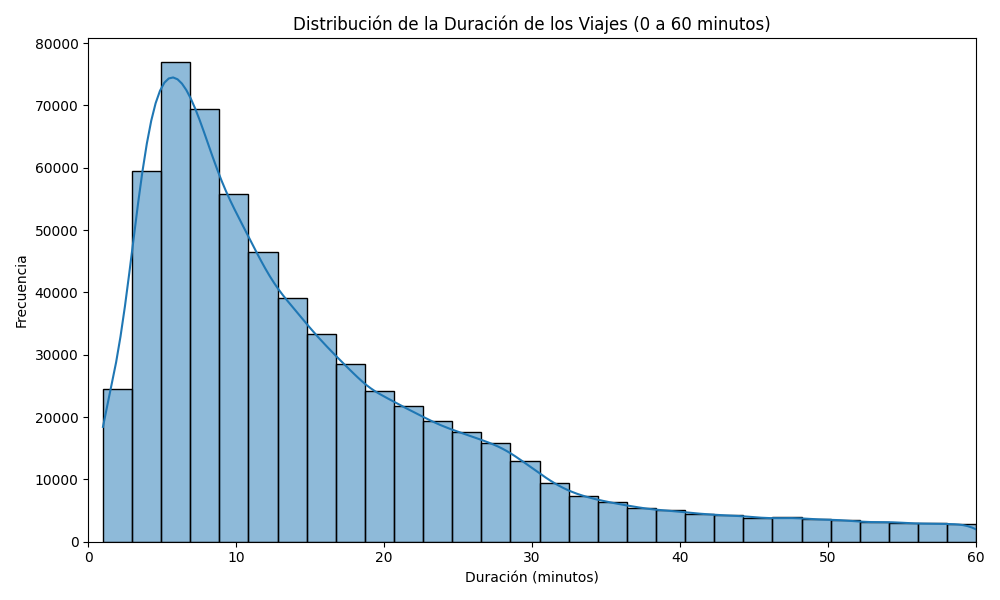 Distribución de la Duración de los Viajes (0 a 60 minutos)
80000
70000
60000
50000
40000
30000
20000
10000
0
Frecuencia
0 10 20 30 40 50 60
Duración (minutos)